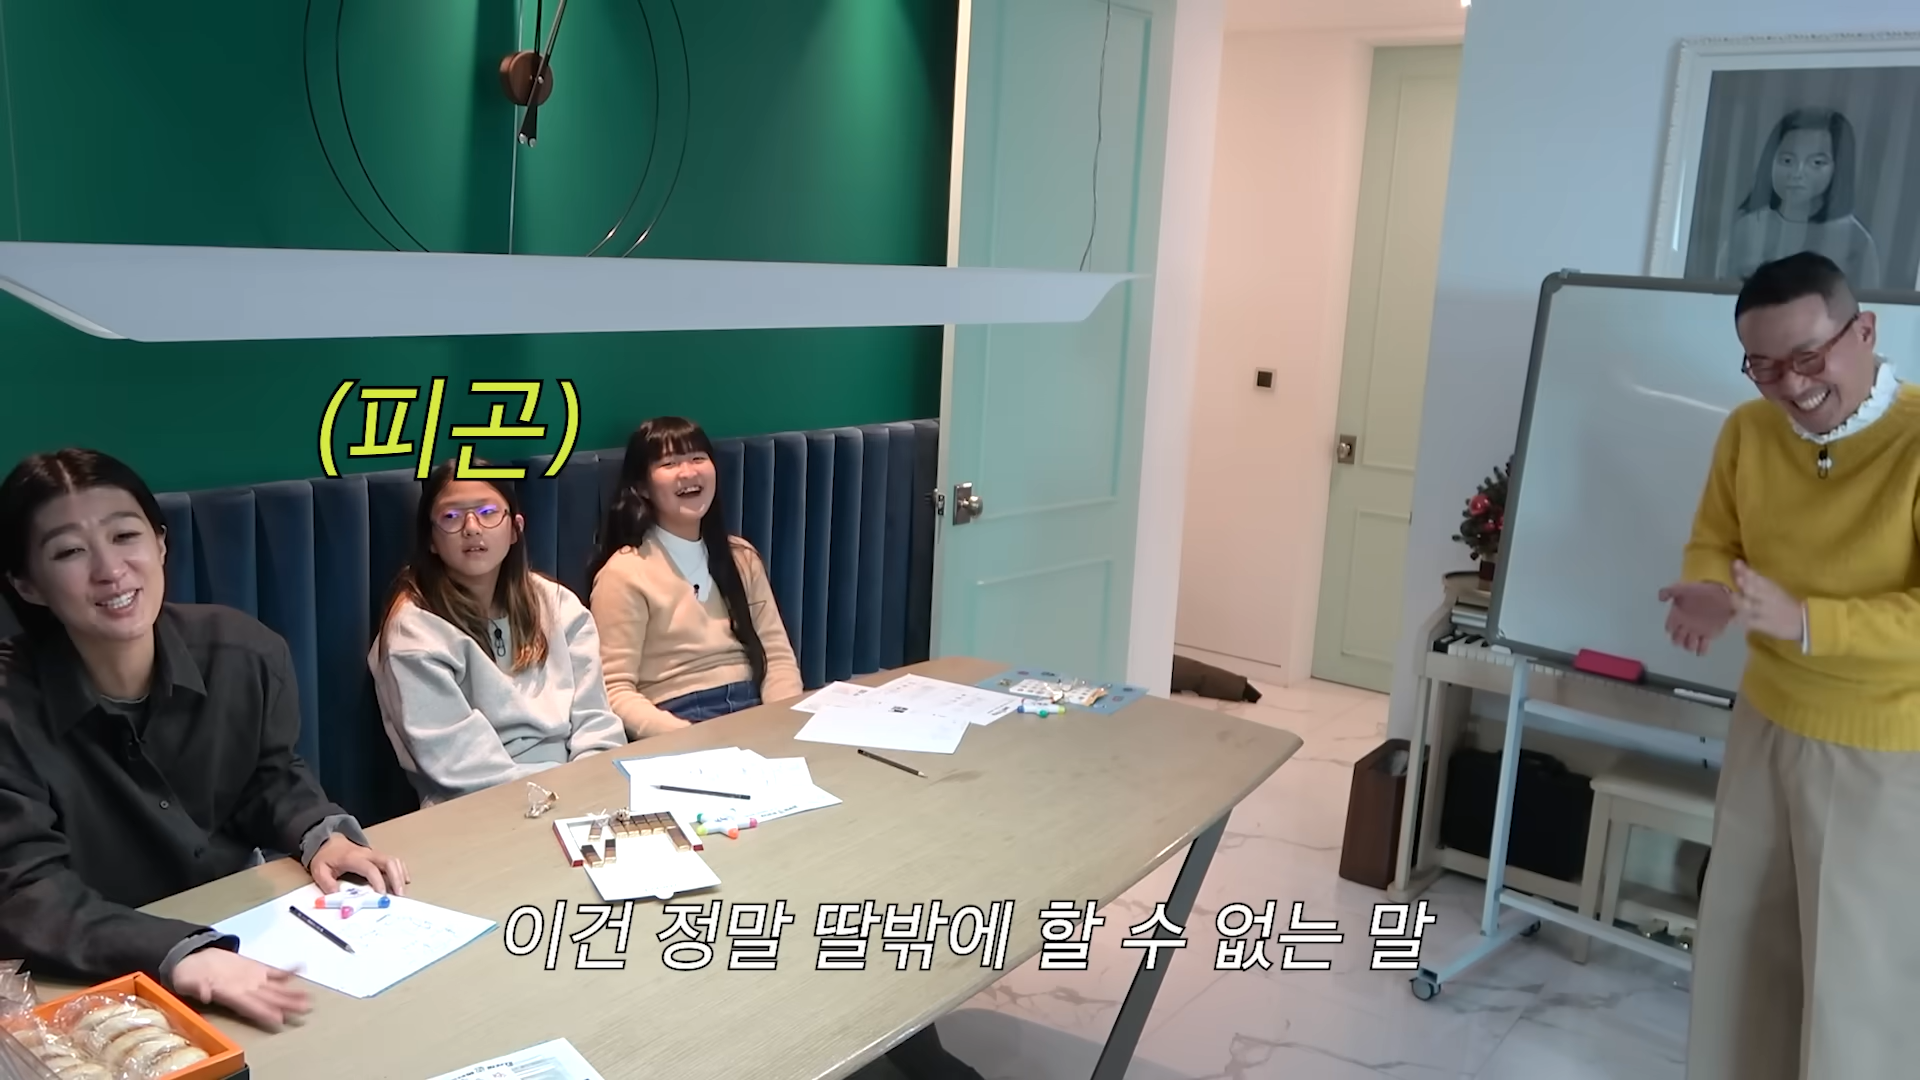 (피곤)
이건 정말 딸밖에 할 수 없는 말